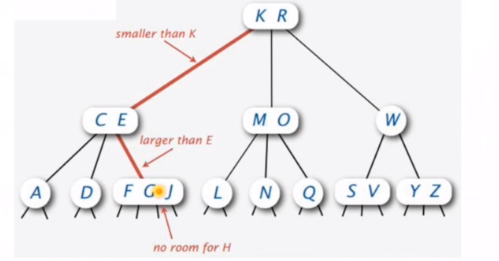 K R
smaller than K
C E
M O
W
larger than E
A
D
F G J
L
N
Q
S V
Y Z
no room for H